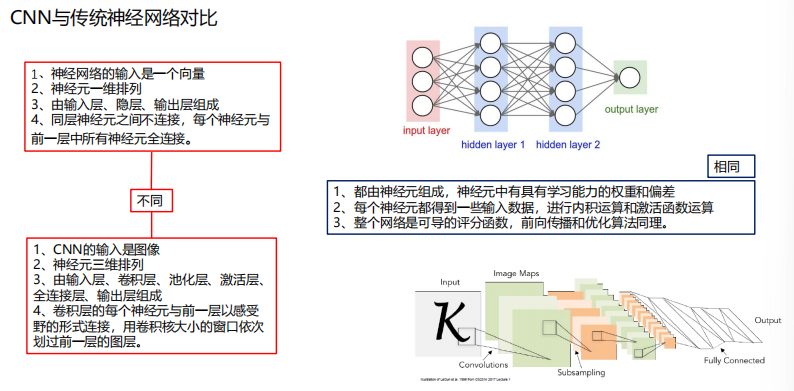 CNN与传统神经网络对比
1、神经网络的输入是一个向量
2、神经元一维排列
3、由输入层、隐层、输出层组成
4、同层神经元之间不连接，每个神经元与
前一层中所有神经元全连接。
不同
1、CNN的输入是图像
2、神经元三维排列
3、由输入层、卷积层、池化层、激活层、
全连接层、输出层组成
4、卷积层的每个神经元与前一层以感受
野的形式连接，用卷积核大小的窗口依次
划过前一层的图层。
input layer
hidden layer 1
hidden layer 2
output layer
相同
1、都由神经元组成，神经元中有具有学习能力的权重和偏差
2、每个神经元都得到一些输入数据，进行内积运算和激活函数运算
3、整个网络是可导的评分函数，前向传播和优化算法同理。
Image Maps
Input
K
Output
Convolutions
Subsampling
Fully Connected